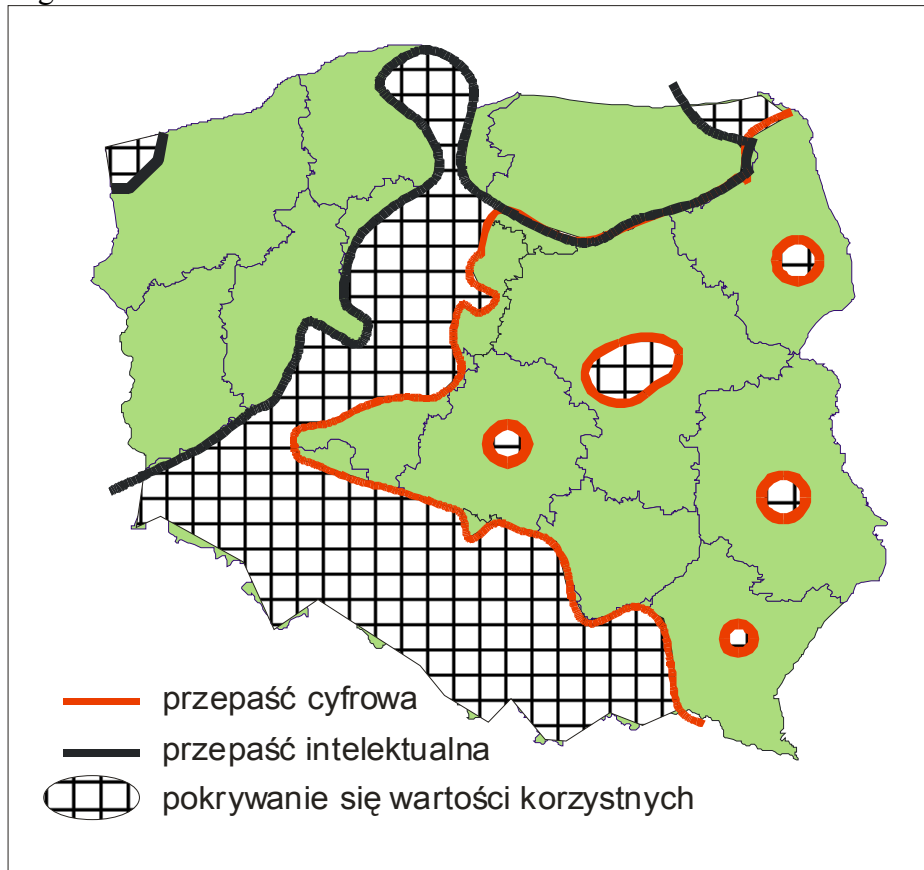 przepaść cyfrowa
przepaść intelektualna
pokrywanie się wartości korzystnych